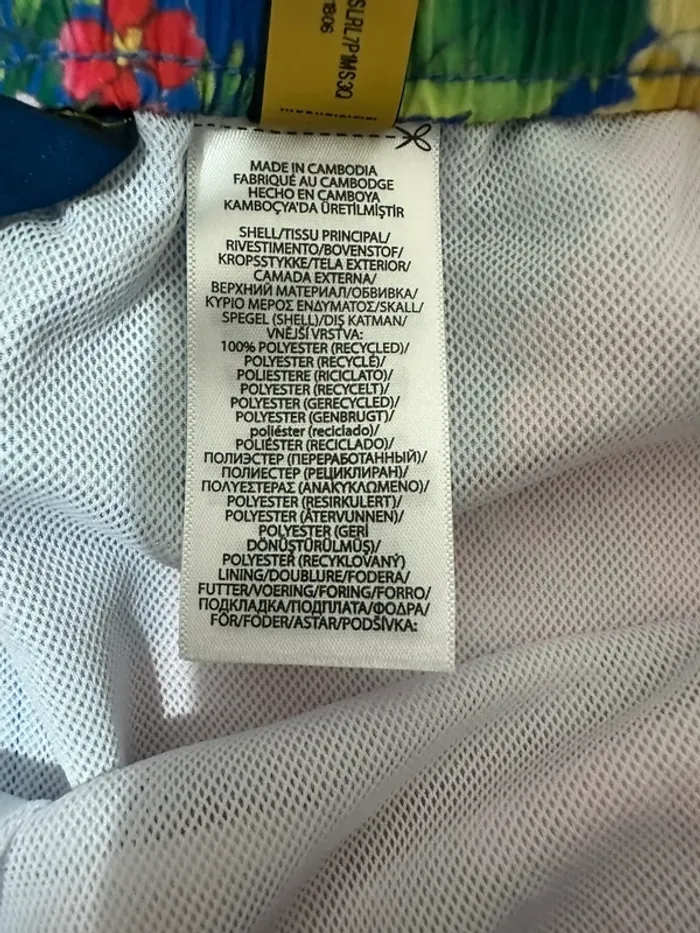 SLRL7P1MS3Q
1806
MADE IN CAMBODIA
FABRIQUÉ AU CAMBODGE
HECHO EN CAMBOYA
KAMBOÇYA'DA ÜRETİLMİŞTİR
SHELL/TISSU PRINCIPAL/
RIVESTIMENTO/BOVENSTOF/
KROPSSTYKKE/TELA EXTERIOR/
CAMADA EXTERNA/
ВЕРХНИЙ МАТЕРИАЛ/ОБВИВКА/
ΚΥΡΙΟ ΜΕΡΟΣ ΕΝΔΥΜΑΤΟΣ/SKALL/
SPEGEL (SHELL)/DIŞ KATMAN/
VNĚJŠÍ VRSTVA:
100% POLYESTER (RECYCLED)/
POLYESTER (RECYCLÉ)/
POLIESTERE (RICICLATO)/
POLYESTER (RECYCELT)/
POLYESTER (GERECYCLED)/
POLYESTER (GENBRUGT)/
poliéster (reciclado)/
POLIÉSTER (RECICLADO)/
ПОЛИЭСТЕР (ПЕРЕРАБОТАННЫЙ)/
ПОЛИЕСТЕР (РЕЦИКЛИРАН)/
ΠΟΛΥΕΣΤΕΡΑΣ (ΑΝΑΚΥΚΛΩΜΕΝΟ)/
POLYESTER (RESIRKULERT)/
POLYESTER (ÅTERVUNNEN)/
POLYESTER (GERİ
DÖNÜŞTÜRÜLMÜŞ)/
POLYESTER (RECYKLOVANÝ)
LINING/DOUBLURE/FODERA/
FUTTER/VOERING/FORING/FORRO/
ПОДКЛАДКА/ПОДПЛАТА/ΦΟΔΡΑ/
FÔR/FODER/ASTAR/PODŠÍVKA: